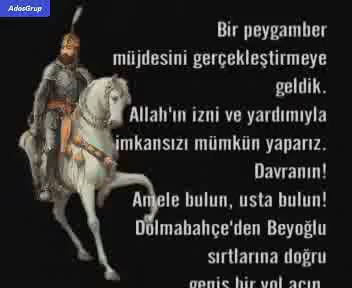 AdosGrup
Bir peygamber
müjdesini gerçekleştirmeye
geldik.
Allah'ın izni ve yardımıyla
imkansızı mümkün yaparız.
Davranın!
Amele bulun, usta bulun!
Dolmabahçe'den Beyoğlu
sırtlarına doğru
geniş bir yol açın.